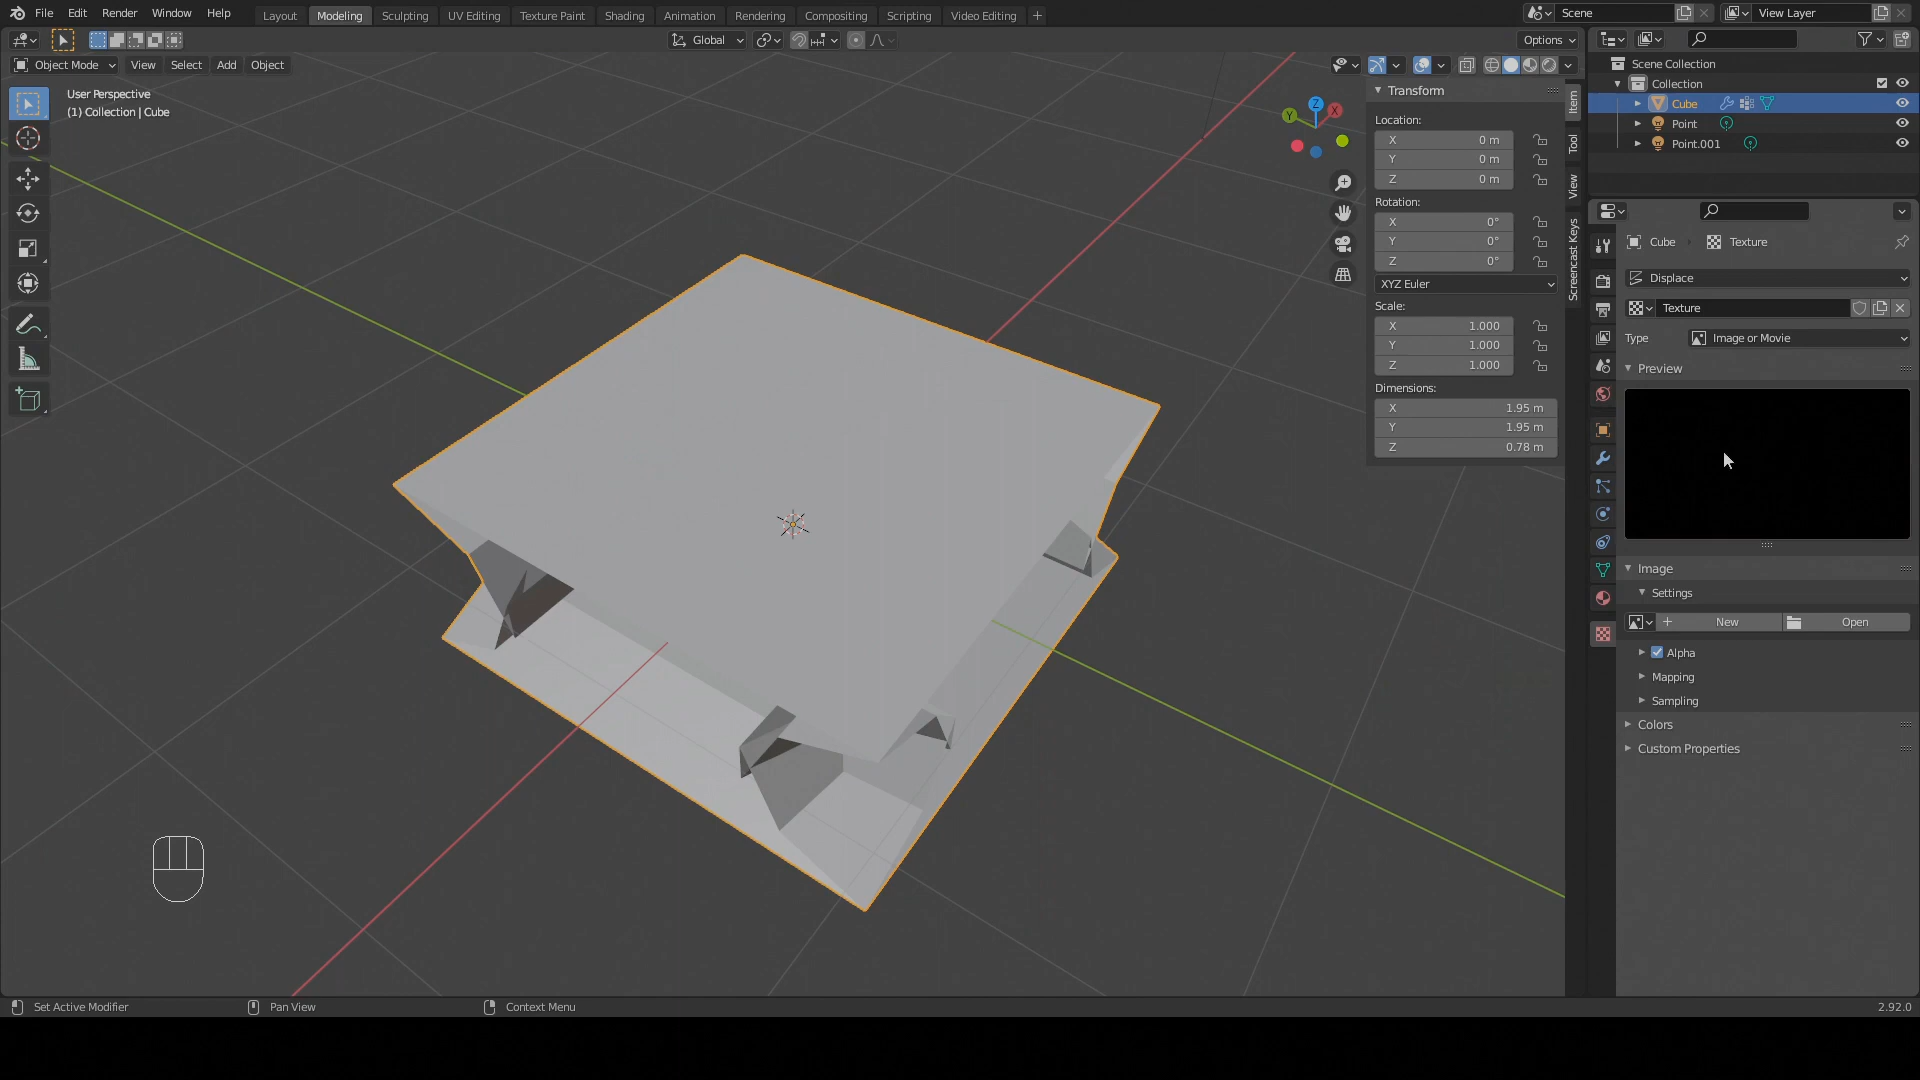 File Edit Render Window Help Layout Modeling Sculpting UV Editing Texture Paint Shading Animation Rendering Compositing Scripting Video Editing + Scene View Layer
Global Options
Object Mode View Select Add Object
User Perspective
(1) Collection | Cube
Z
Y
X
Transform
Location:
X 0 m
Y 0 m
Z 0 m
Rotation:
X 0°
Y 0°
Z 0°
XYZ Euler
Scale:
X 1.000
Y 1.000
Z 1.000
Dimensions:
X 1.95 m
Y 1.95 m
Z 0.78 m
Item
Tool
View
Screencast Keys
Scene Collection
Collection
Cube
Point
Point.001
Cube Texture
Displace
Texture
Type Image or Movie
Preview
Image
Settings
New Open
Alpha
Mapping
Sampling
Colors
Custom Properties
Set Active Modifier Pan View Context Menu 2.92.0